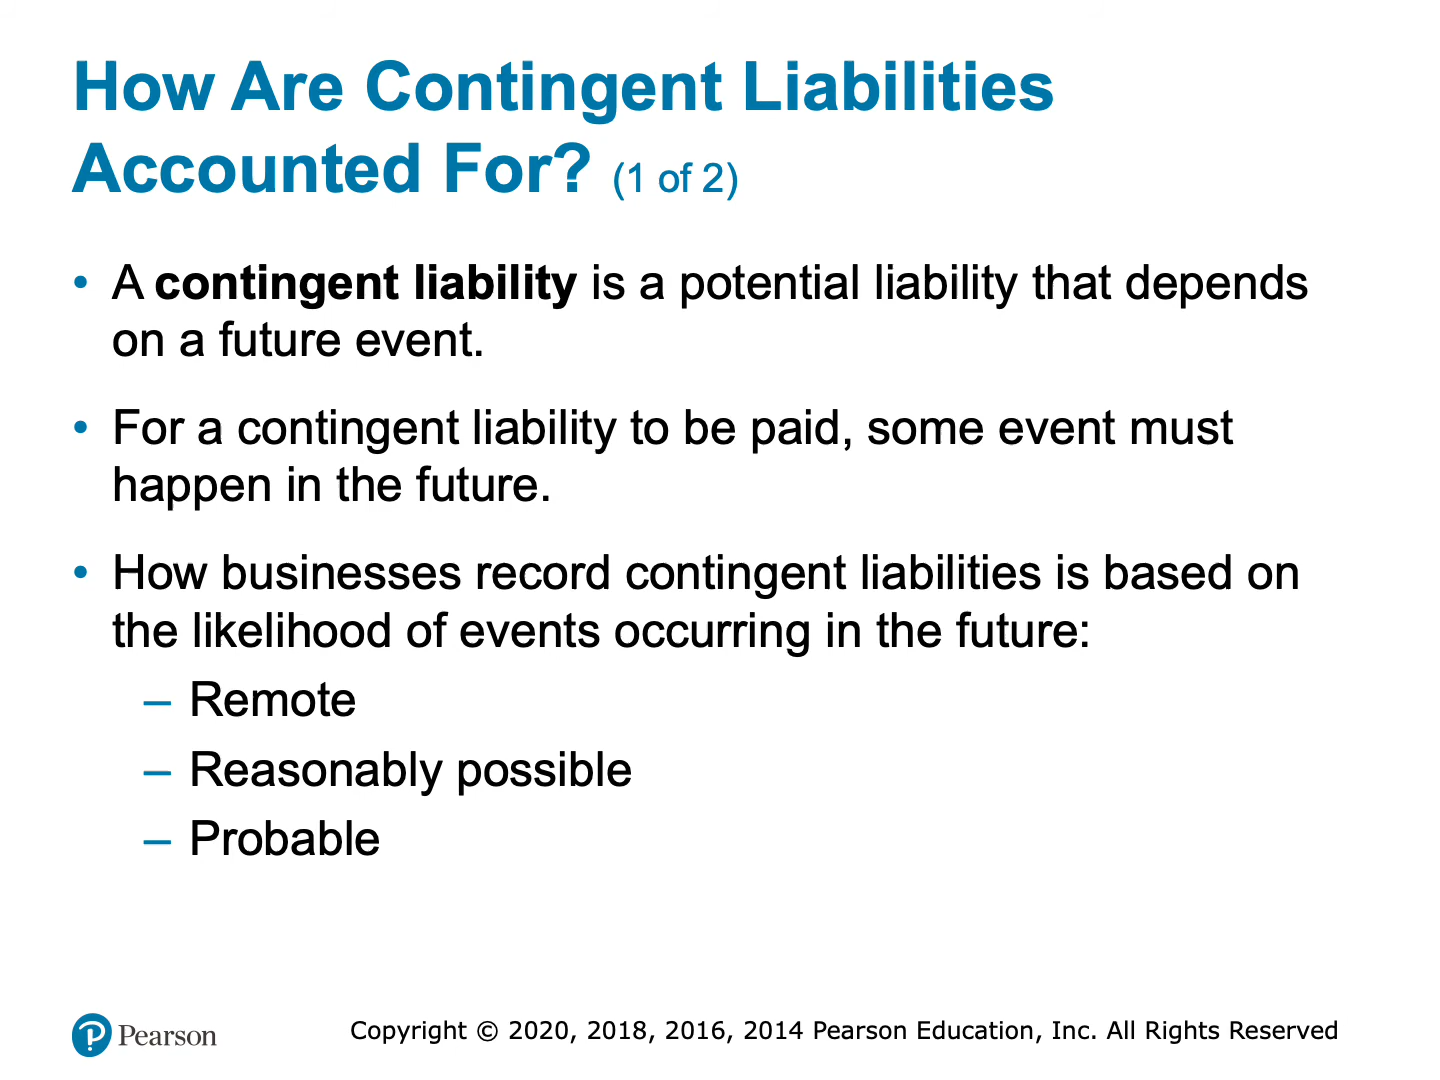 How Are Contingent Liabilities
Accounted For? (1 of 2)
• A contingent liability is a potential liability that depends
on a future event.
• For a contingent liability to be paid, some event must
happen in the future.
• How businesses record contingent liabilities is based on
the likelihood of events occurring in the future:
– Remote
– Reasonably possible
– Probable
Pearson
Copyright © 2020, 2018, 2016, 2014 Pearson Education, Inc. All Rights Reserved